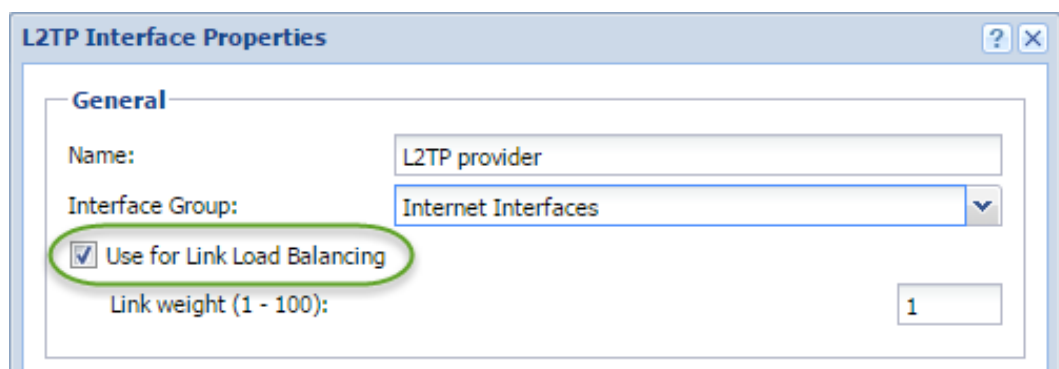 L2TP Interface Properties
General
Name: L2TP provider
Interface Group: Internet Interfaces
Use for Link Load Balancing
Link weight (1 - 100): 1